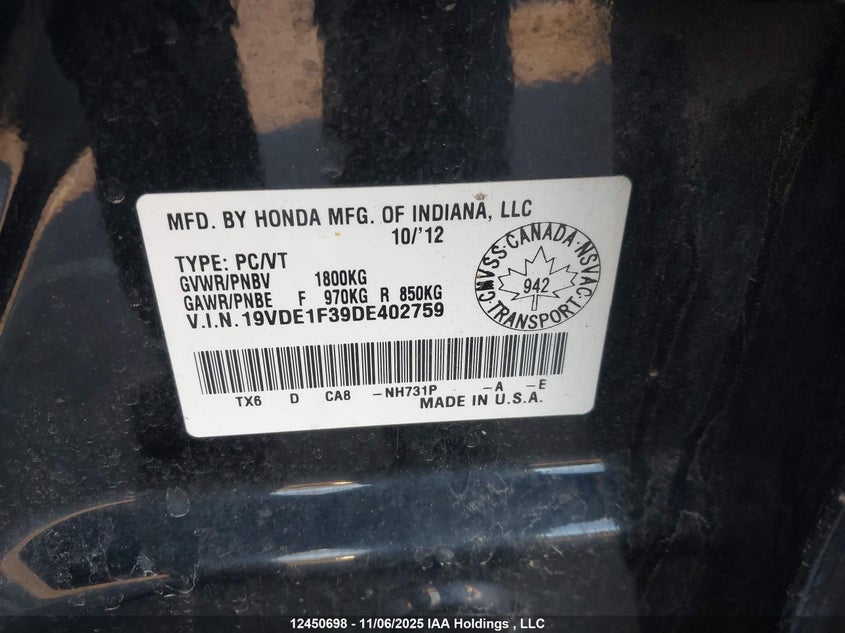 MFD. BY HONDA MFG. OF INDIANA, LLC
10/'12
TYPE: PC/VT
GVWR/PNBV 1800KG
GAWR/PNBE F 970KG R 850KG
V.I.N. 19VDE1F39DE402759
CMVSS · CANADA · NSVAC
942
TRANSPORT
TX6 D CA8 -NH731P -A -E
MADE IN U.S.A.
12450698 - 11/06/2025 IAA Holdings , LLC